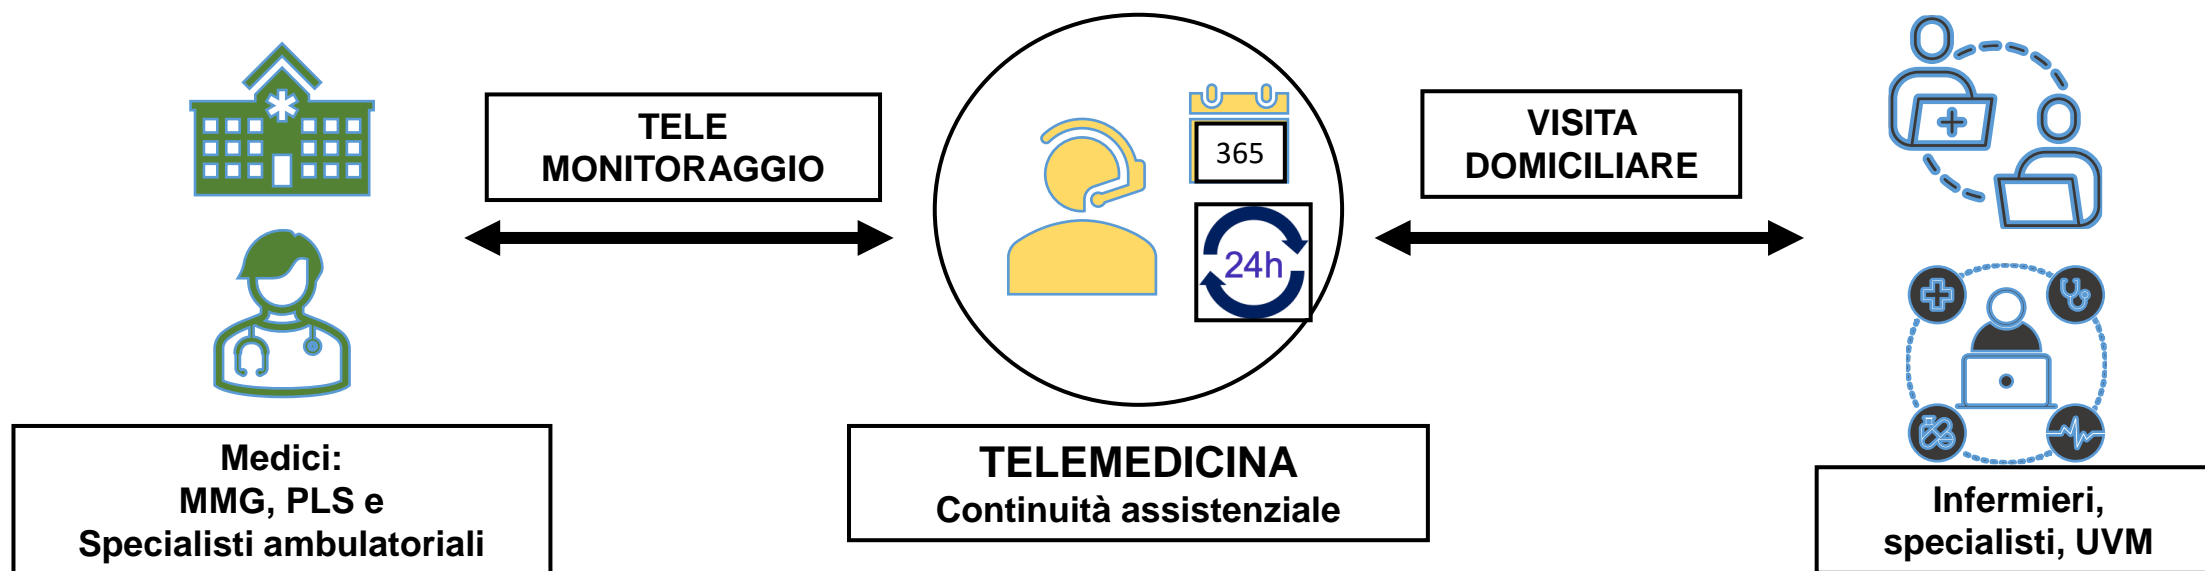 TELE
MONITORAGGIO
365
24h
VISITA
DOMICILIARE
Medici:
MMG, PLS e
Specialisti ambulatoriali
TELEMEDICINA
Continuità assistenziale
Infermieri,
specialisti, UVM